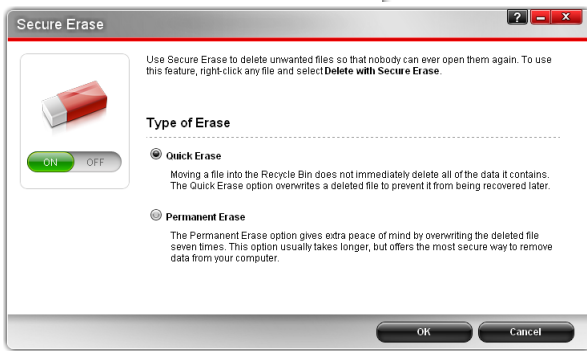 Secure Erase
? – X
Use Secure Erase to delete unwanted files so that nobody can ever open them again. To use
this feature, right-click any file and select Delete with Secure Erase.
Type of Erase
ON OFF
Quick Erase
Moving a file into the Recycle Bin does not immediately delete all of the data it contains.
The Quick Erase option overwrites a deleted file to prevent it from being recovered later.
Permanent Erase
The Permanent Erase option gives extra peace of mind by overwriting the deleted file
seven times. This option usually takes longer, but offers the most secure way to remove
data from your computer.
OK Cancel